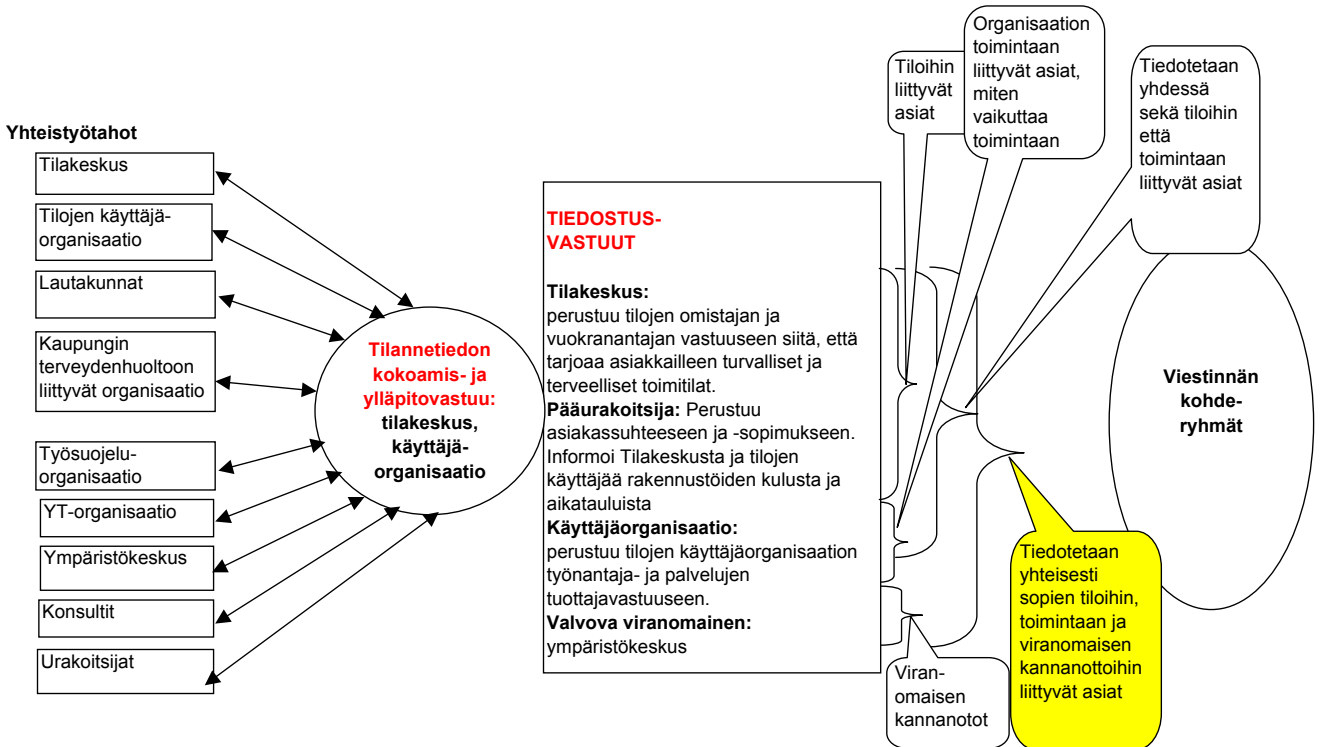 Yhteistyötahot
Tilakeskus
Tilojen käyttäjä-
organisaatio
Lautakunnat
Kaupungin
terveydenhuoltoon
liittyvät organisaatio
Työsuojelu-
organisaatio
YT-organisaatio
Ympäristökeskus
Konsultit
Urakoitsijat
Tilannetiedon
kokoamis- ja
ylläpitovastuu:
tilakeskus,
käyttäjä-
organisaatio
TIEDOSTUS-
VASTUUT
Tilakeskus:
perustuu tilojen omistajan ja
vuokranantajan vastuuseen siitä, että
tarjoaa asiakkailleen turvalliset ja
terveelliset toimitilat.
Pääurakoitsija: Perustuu
asiakassuhteeseen ja -sopimukseen.
Informoi Tilakeskusta ja tilojen
käyttäjää rakennustöiden kulusta ja
aikatauluista
Käyttäjäorganisaatio:
perustuu tilojen käyttäjäorganisaation
työnantaja- ja palvelujen
tuottajavastuuseen.
Valvova viranomainen:
ympäristökeskus
Tiloihin
liittyvät
asiat
Organisaation
toimintaan
liittyvät asiat,
miten
vaikuttaa
toimintaan
Tiedotetaan
yhdessä
sekä tiloihin
että
toimintaan
liittyvät asiat
Viran-
omaisen
kannanotot
Tiedotetaan
yhteisesti
sopien tiloihin,
toimintaan ja
viranomaisen
kannanottoihin
liittyvät asiat
Viestinnän
kohde-
ryhmät